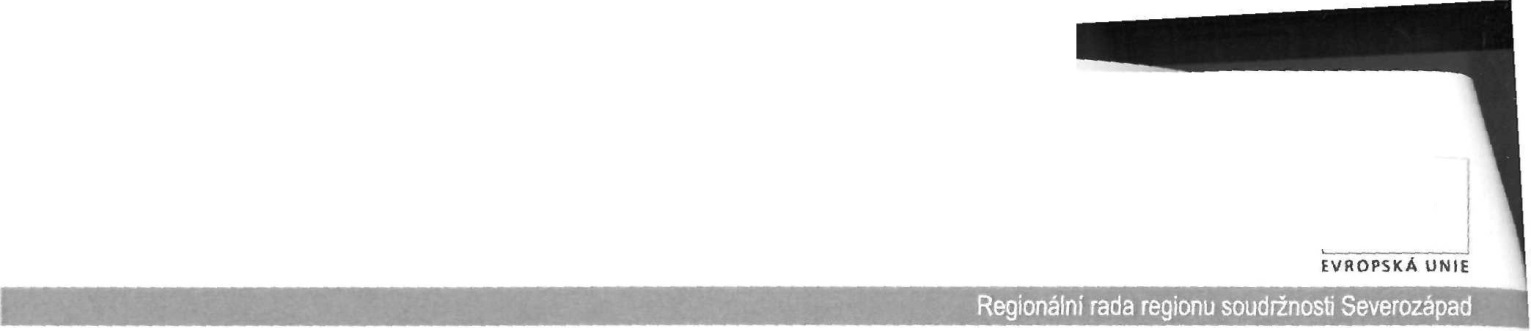 EVROPSKÁ UNIE
Regionální rada regionu soudržnosti Severozápad